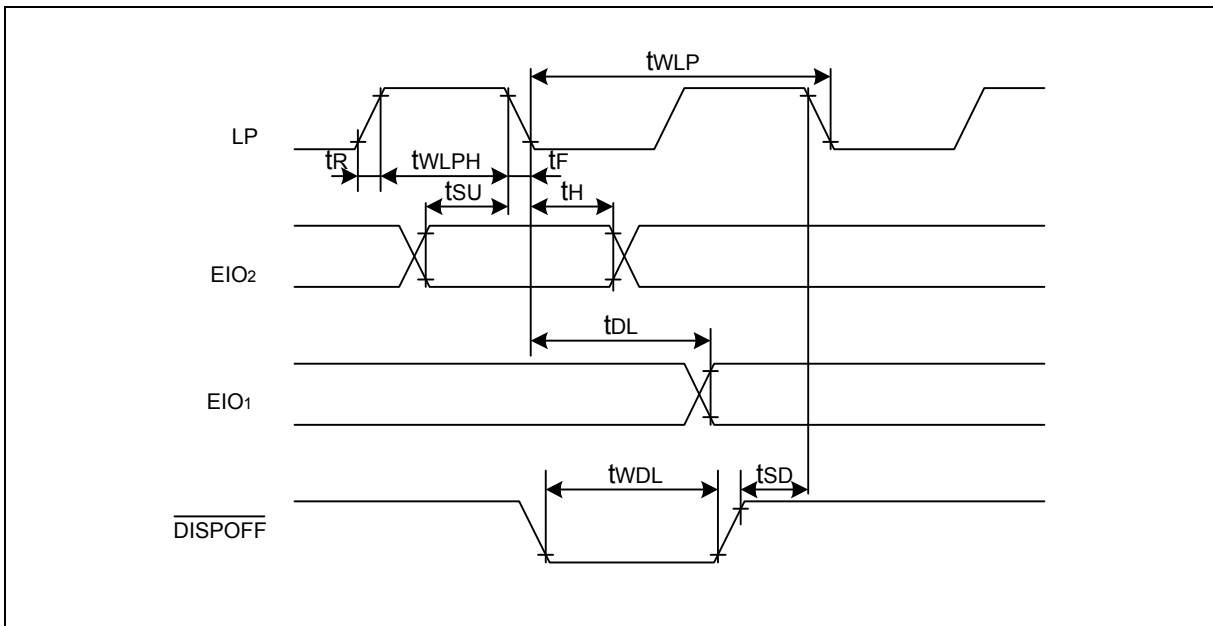 tWLP
LP
tR
tWLPH
tF
tSU
tH
EIO2
tDL
EIO1
tWDL
tSD
DISPOFF